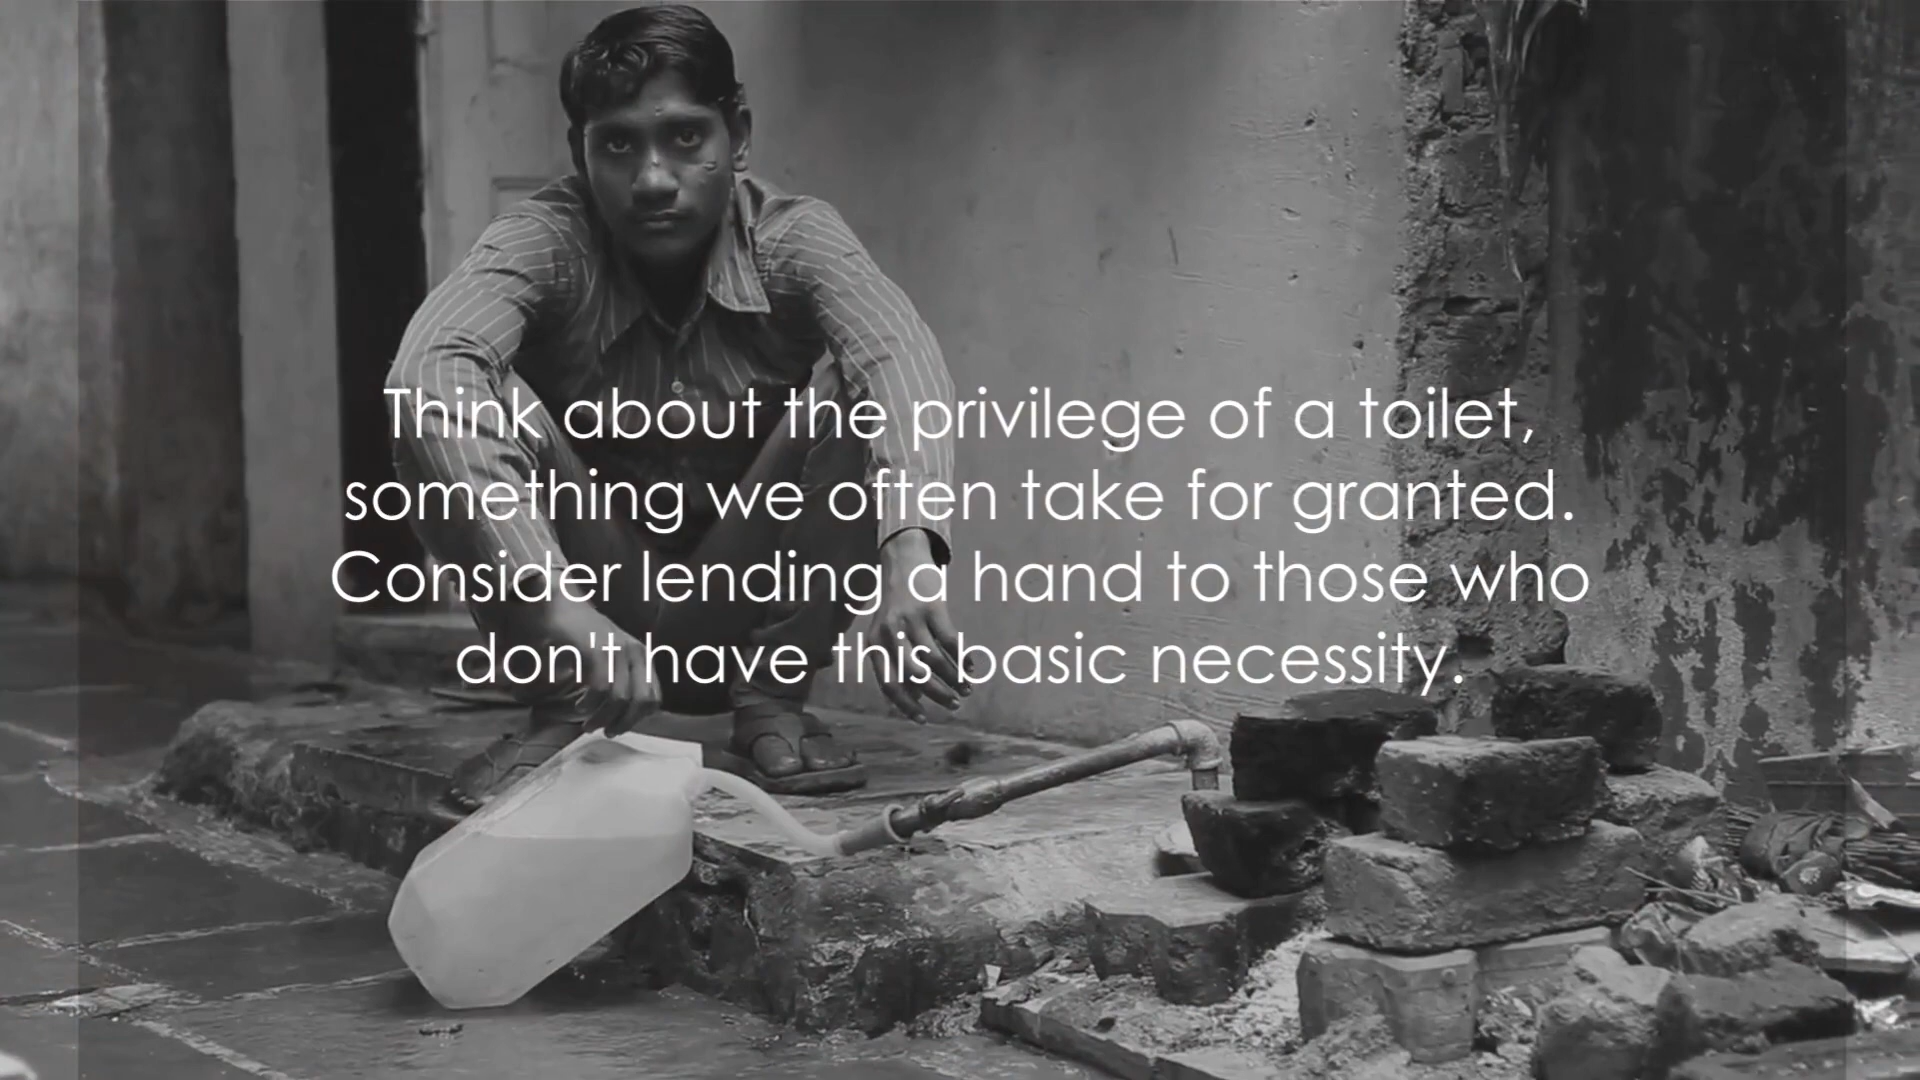 Think about the privilege of a toilet,
something we often take for granted.
Consider lending a hand to those who
don't have this basic necessity.